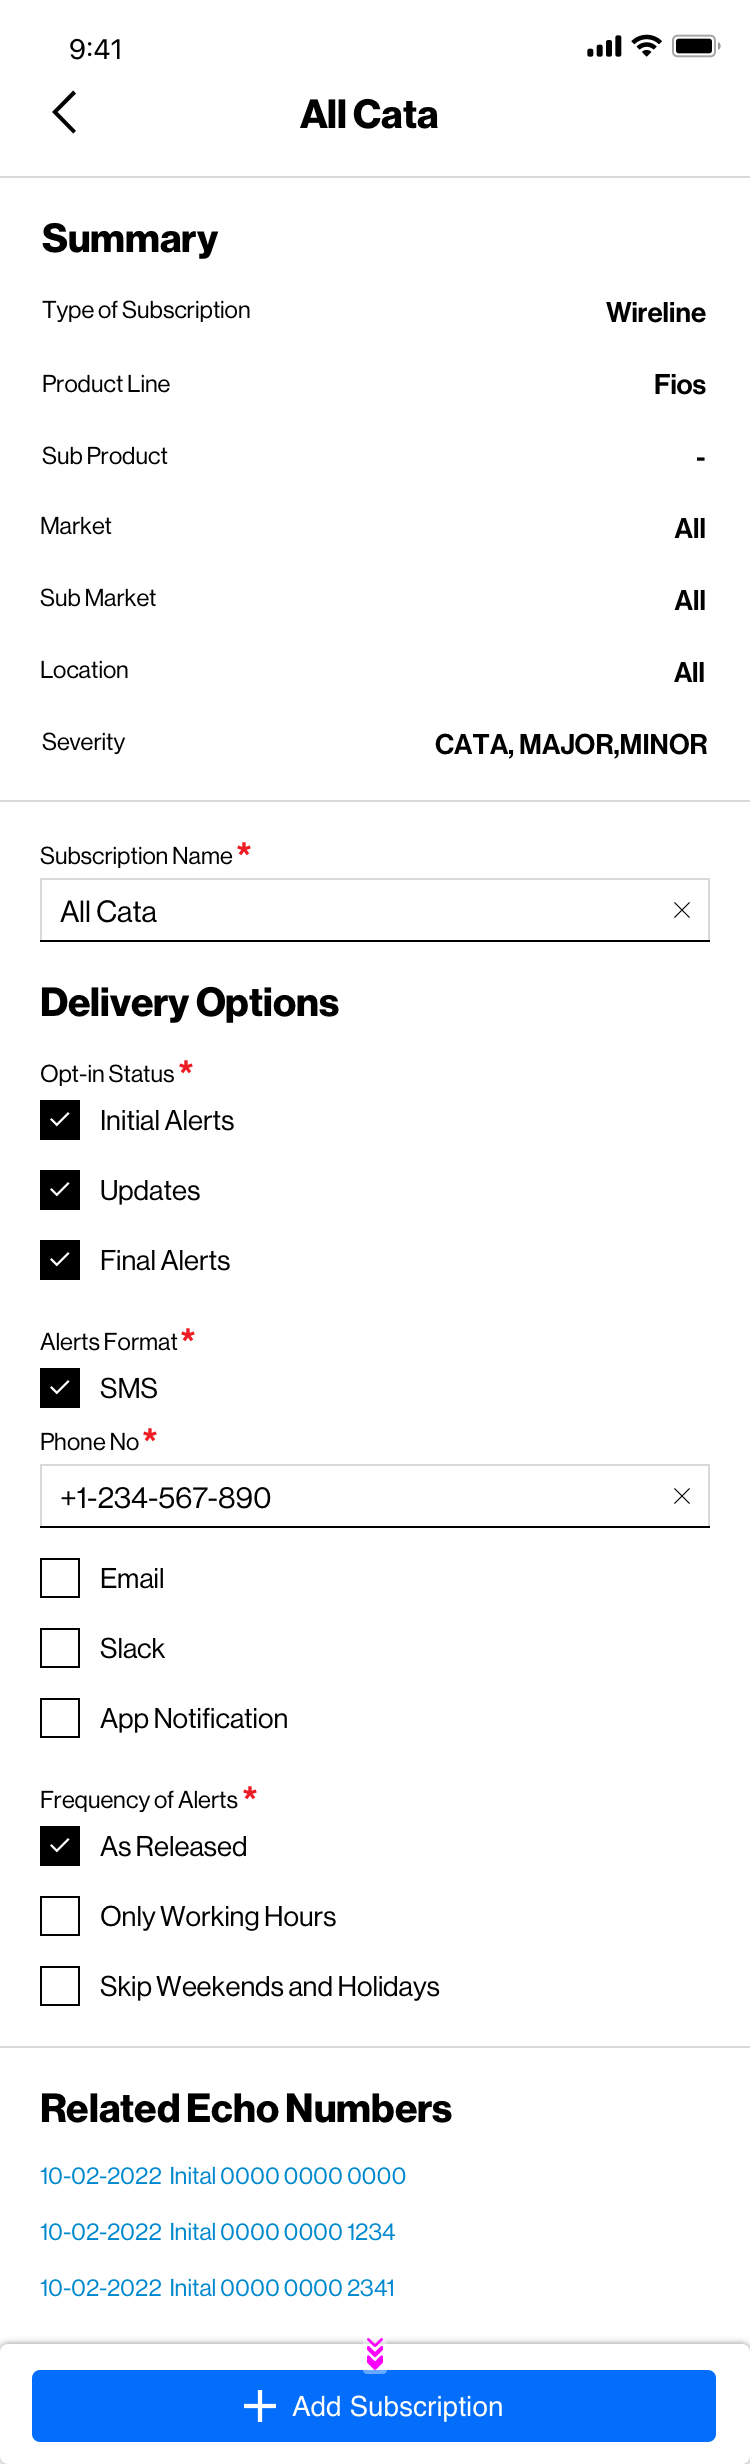 9:41
All Cata
Summary
Type of Subscription Wireline
Product Line Fios
Sub Product -
Market All
Sub Market All
Location All
Severity CATA, MAJOR,MINOR
Subscription Name *
All Cata
Delivery Options
Opt-in Status *
Initial Alerts
Updates
Final Alerts
Alerts Format *
SMS
Phone No *
+1-234-567-890
Email
Slack
App Notification
Frequency of Alerts *
As Released
Only Working Hours
Skip Weekends and Holidays
Related Echo Numbers
10-02-2022 Inital 0000 0000 0000
10-02-2022 Inital 0000 0000 1234
10-02-2022 Inital 0000 0000 2341
Add Subscription